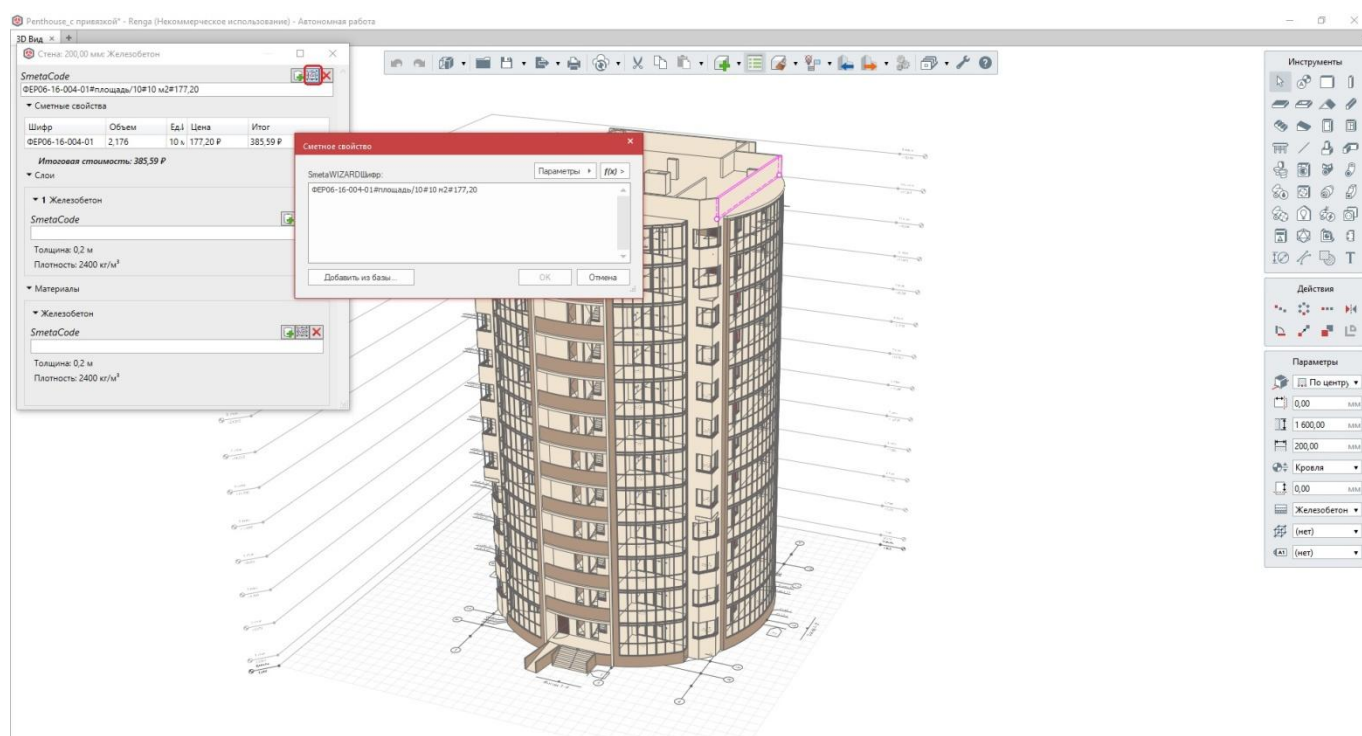 Penthouse_с привязкой* - Renga (Некоммерческое использование) - Автономная работа
3D Вид
Стена: 200,00 мм: Железобетон
SmetaCode
ФЕР06-16-004-01#площадь/10#10 м2#177,20
Сметные свойства
Шифр Объем Ед. Цена Итог
ФЕР06-16-004-01 2,176 10 177,20 ₽ 385,59 ₽
Итоговая стоимость: 385,59 ₽
Слои
1 Железобетон
SmetaCode
Толщина: 0,2 м
Плотность: 2400 кг/м³
Материалы
Железобетон
SmetaCode
Толщина: 0,2 м
Плотность: 2400 кг/м³
Сметное свойство
SmetaWIZARDШифр:
Параметры
f(x) >
ФЕР06-16-004-01#площадь/10#10 м2#177,20
Добавить из базы...
OK
Отмена
Инструменты
Действия
Параметры
По центру
0,00 мм
1 600,00 мм
200,00 мм
Кровля
0,00 мм
Железобетон
(нет)
(нет)